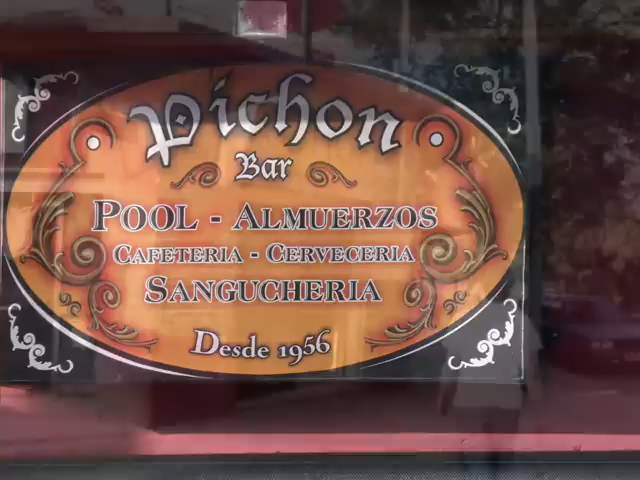 Pichon
Bar
POOL - ALMUERZOS
CAFETERIA - CERVECERIA
SANGUCHERIA
Desde 1956